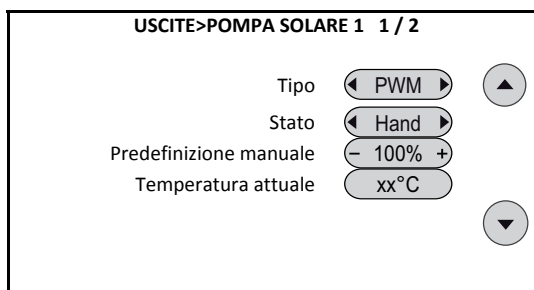 USCITE>POMPA SOLARE 1 1 / 2
Tipo PWM
Stato Hand
Predefinizione manuale - 100% +
Temperatura attuale xx°C